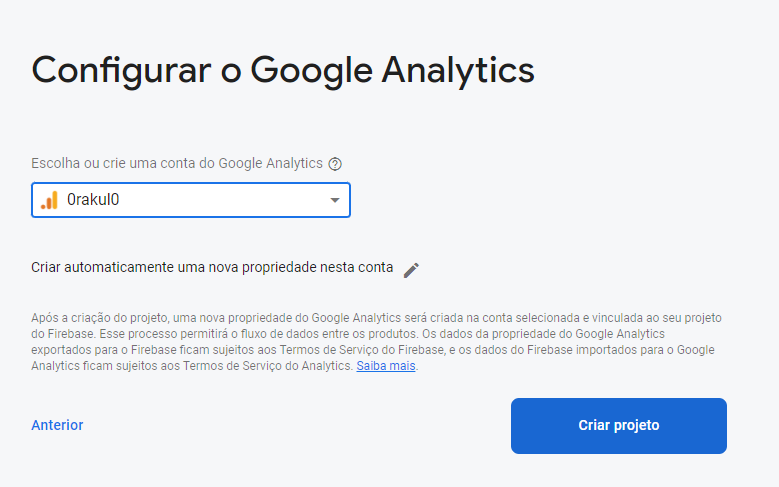 Configurar o Google Analytics
Escolha ou crie uma conta do Google Analytics
0rakul0
Criar automaticamente uma nova propriedade nesta conta
Após a criação do projeto, uma nova propriedade do Google Analytics será criada na conta selecionada e vinculada ao seu projeto
do Firebase. Esse processo permitirá o fluxo de dados entre os produtos. Os dados da propriedade do Google Analytics
exportados para o Firebase ficam sujeitos aos Termos de Serviço do Firebase, e os dados do Firebase importados para o Google
Analytics ficam sujeitos aos Termos de Serviço do Analytics. Saiba mais.
Anterior
Criar projeto